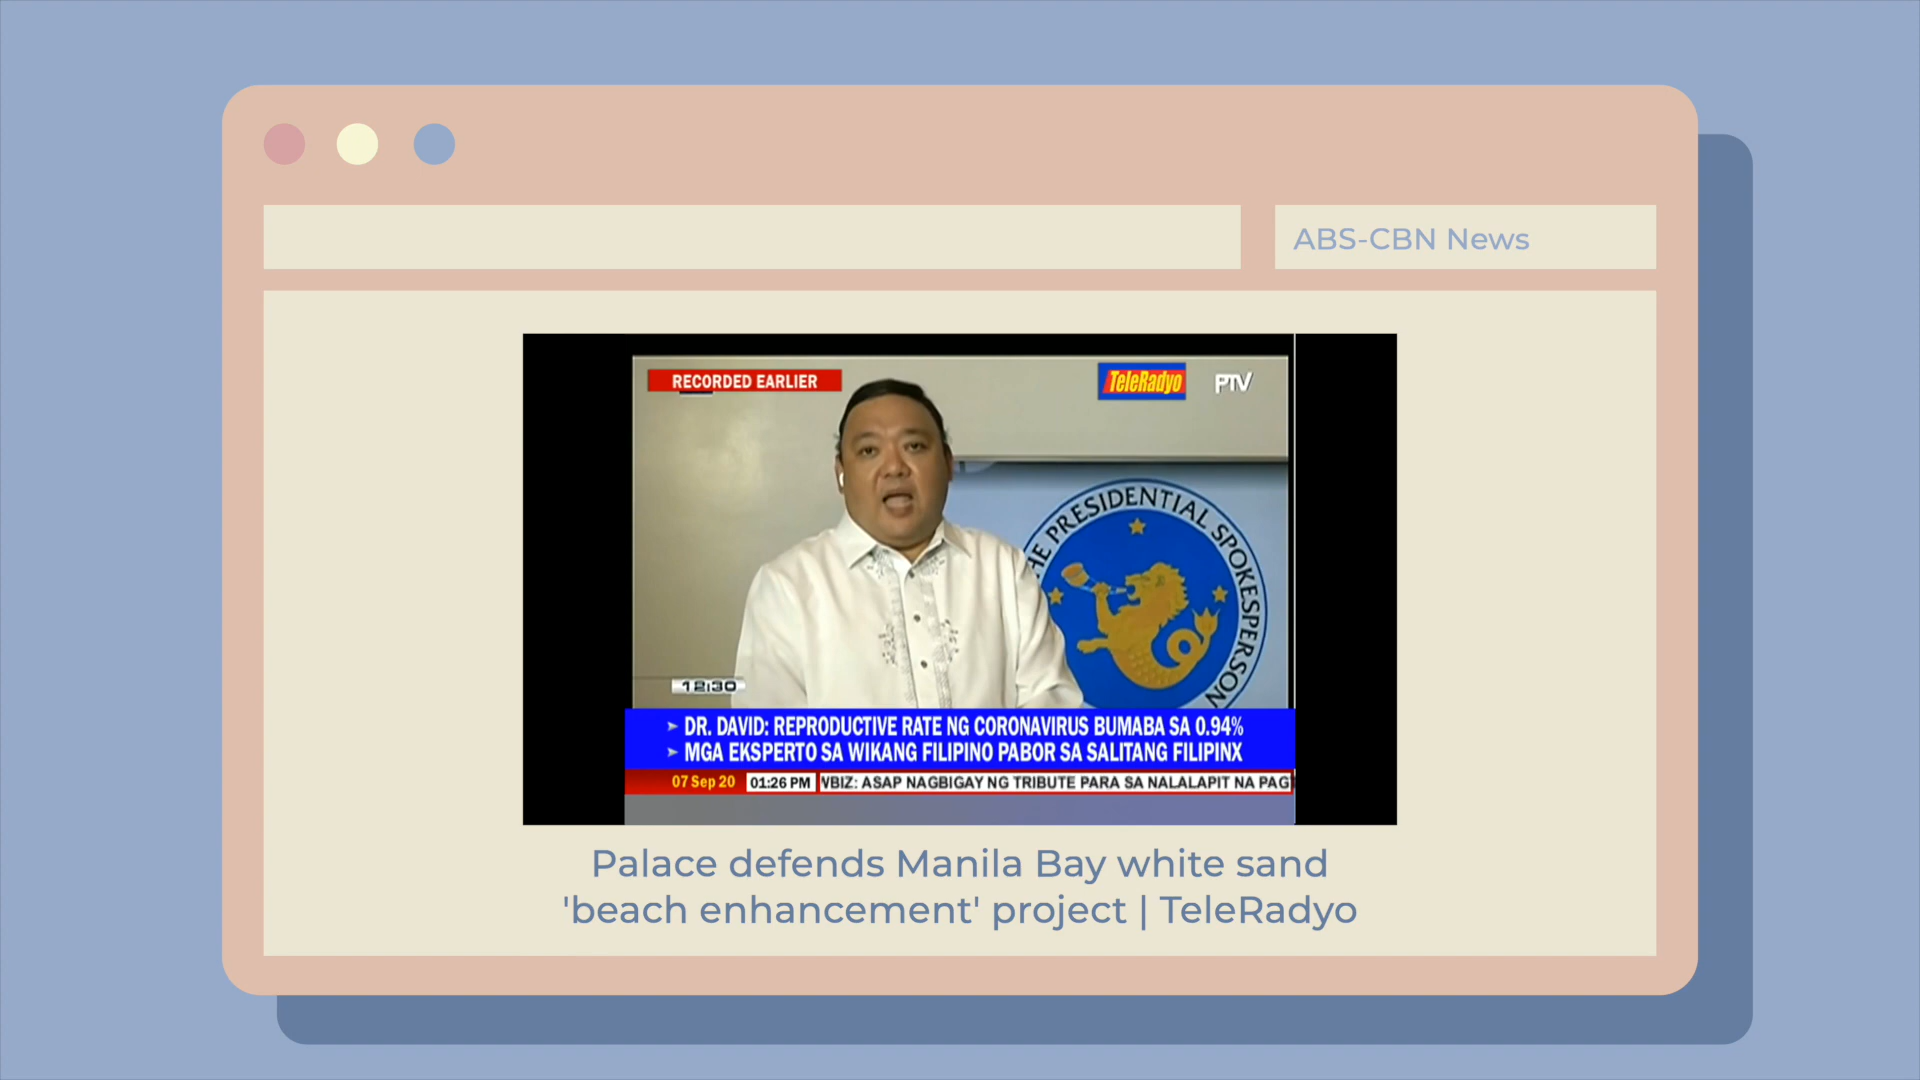 ABS-CBN News
RECORDED EARLIER
TeleRadyo
PTV
HE PRESIDENTIAL SPOKESPERSON
12:30
DR. DAVID: REPRODUCTIVE RATE NG CORONAVIRUS BUMABA SA 0.94%
MGA EKSPERTO SA WIKANG FILIPINO PABOR SA SALITANG FILIPINX
07 Sep 20 01:26 PM WBIZ: ASAP NAGBIGAY NG TRIBUTE PARA SA NALALAPIT NA PAG
Palace defends Manila Bay white sand
'beach enhancement' project | TeleRadyo